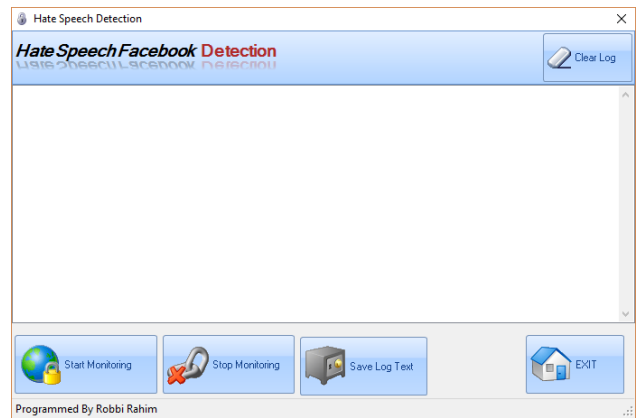 Hate Speech Detection
Hate Speech Facebook Detection
Clear Log
Start Monitoring
Stop Monitoring
Save Log Text
EXIT
Programmed By Robbi Rahim